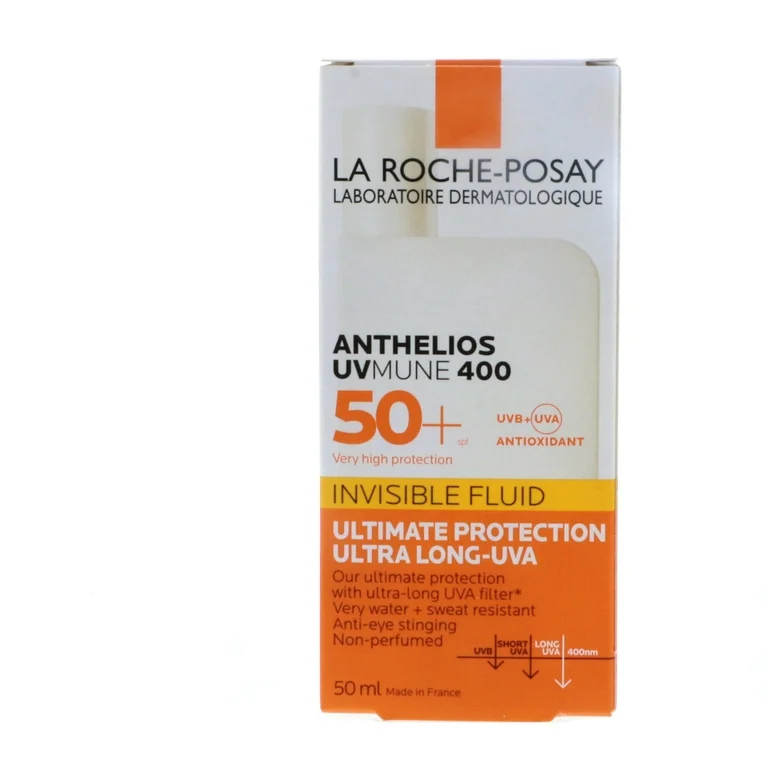 LA ROCHE-POSAY
LABORATOIRE DERMATOLOGIQUE
ANTHELIOS
UVMUNE 400
50+ spf
Very high protection
UVB+UVA
ANTIOXIDANT
INVISIBLE FLUID
ULTIMATE PROTECTION
ULTRA LONG-UVA
Our ultimate protection
with ultra-long UVA filter*
Very water + sweat resistant
Anti-eye stinging
Non-perfumed
UVB
SHORT
UVA
LONG
UVA
400nm
50 ml Made in France